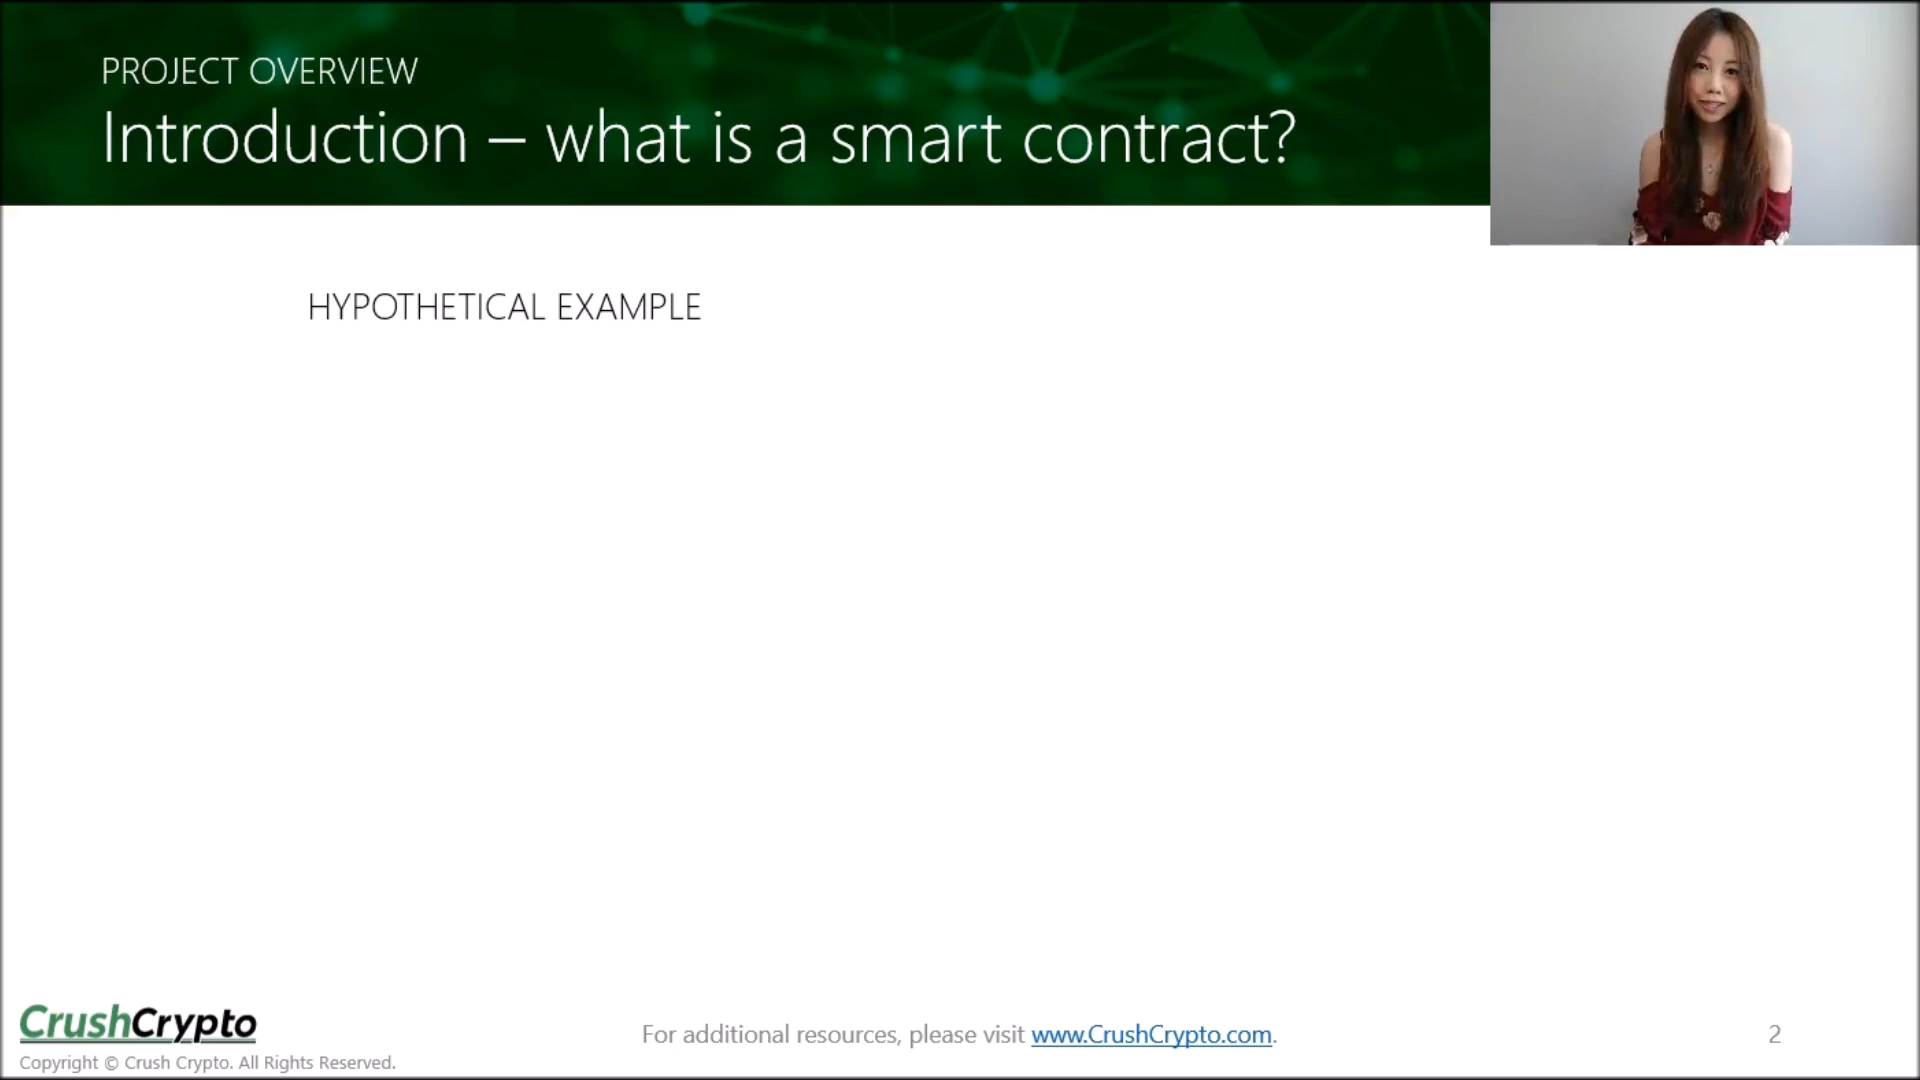 PROJECT OVERVIEW
Introduction – what is a smart contract?
HYPOTHETICAL EXAMPLE
CrushCrypto
Copyright © Crush Crypto. All Rights Reserved.
For additional resources, please visit www.CrushCrypto.com.
2